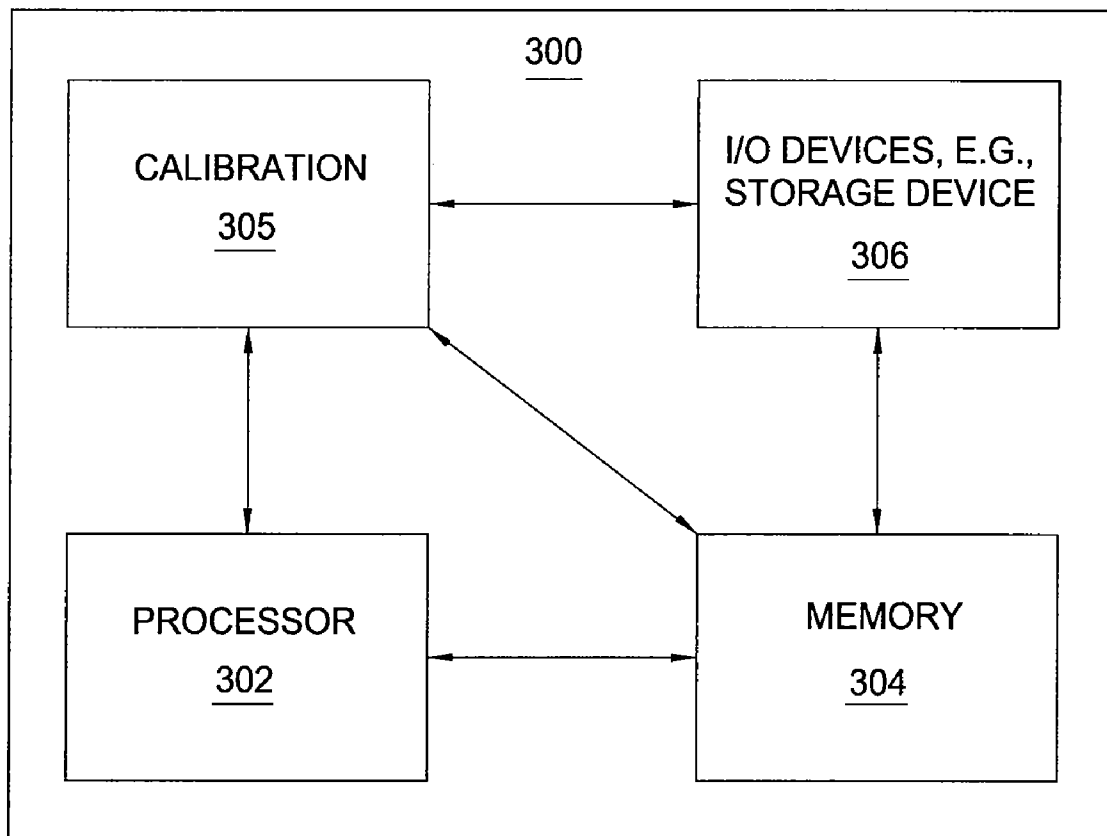 300
CALIBRATION
305
I/O DEVICES, E.G.,
STORAGE DEVICE
306
PROCESSOR
302
MEMORY
304